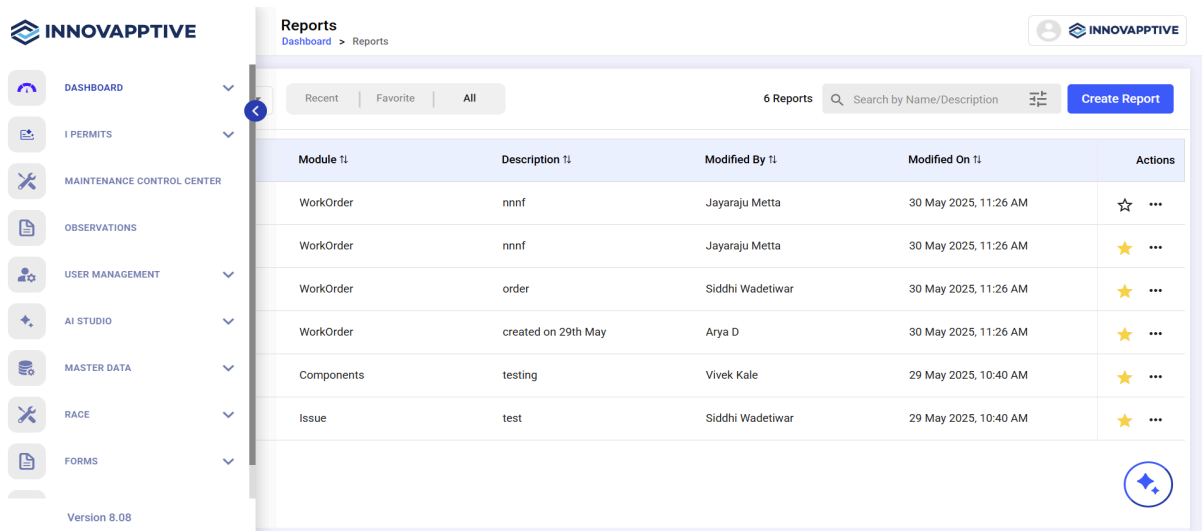 INNOVAPPTIVE
DASHBOARD
I PERMITS
MAINTENANCE CONTROL CENTER
OBSERVATIONS
USER MANAGEMENT
AI STUDIO
MASTER DATA
RACE
FORMS
Version 8.08
Reports
Dashboard > Reports
INNOVAPPTIVE
Recent Favorite All
6 Reports Search by Name/Description Create Report
Module Description Modified By Modified On Actions
WorkOrder nnnf Jayaraju Metta 30 May 2025, 11:26 AM
WorkOrder nnnf Jayaraju Metta 30 May 2025, 11:26 AM
WorkOrder order Siddhi Wadetiwar 30 May 2025, 11:26 AM
WorkOrder created on 29th May Arya D 30 May 2025, 11:26 AM
Components testing Vivek Kale 29 May 2025, 10:40 AM
Issue test Siddhi Wadetiwar 29 May 2025, 10:40 AM